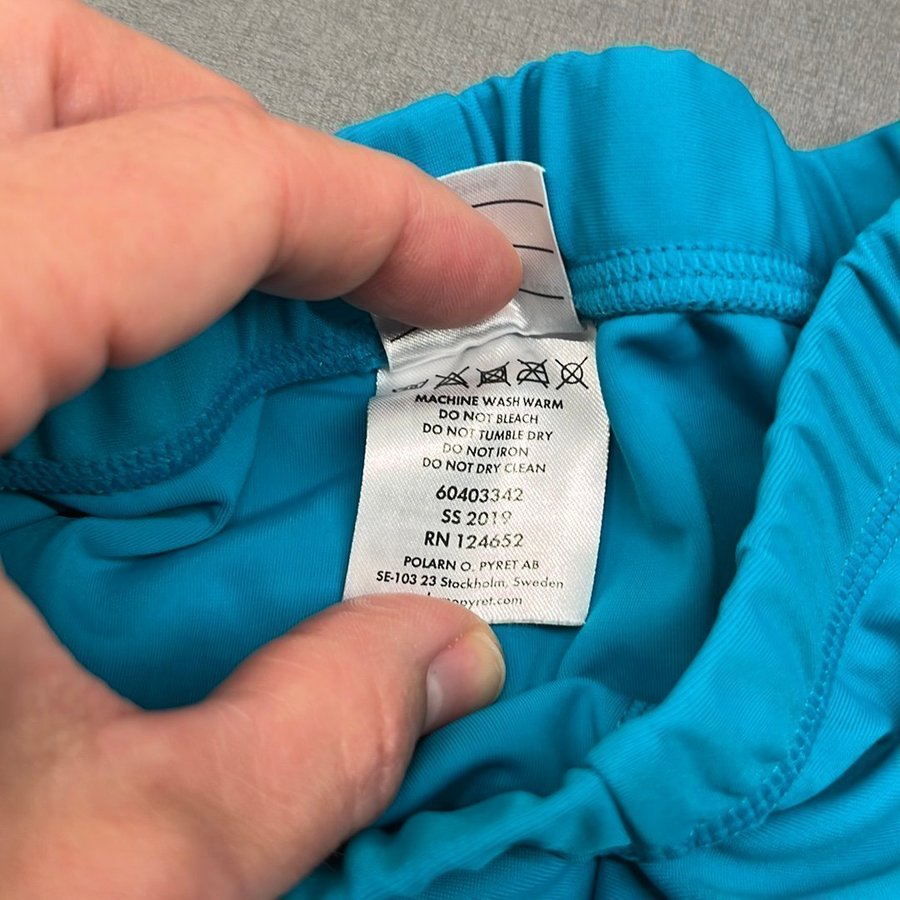 MACHINE WASH WARM
DO NOT BLEACH
DO NOT TUMBLE DRY
DO NOT IRON
DO NOT DRY CLEAN
60403342
SS 2019
RN 124652
POLARN O. PYRET AB
SE-103 23 Stockholm, Sweden